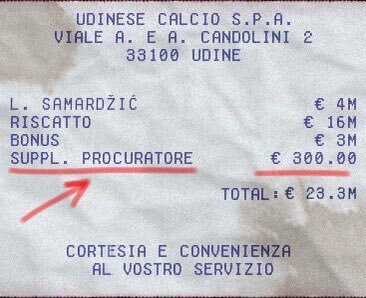 UDINESE CALCIO S.P.A.
VIALE A. E A. CANDOLINI 2
33100 UDINE
L. SAMARDŽIĆ € 4M
RISCATTO € 16M
BONUS € 3M
SUPPL. PROCURATORE € 300.00
TOTAL: € 23.3M
CORTESIA E CONVENIENZA
AL VOSTRO SERVIZIO